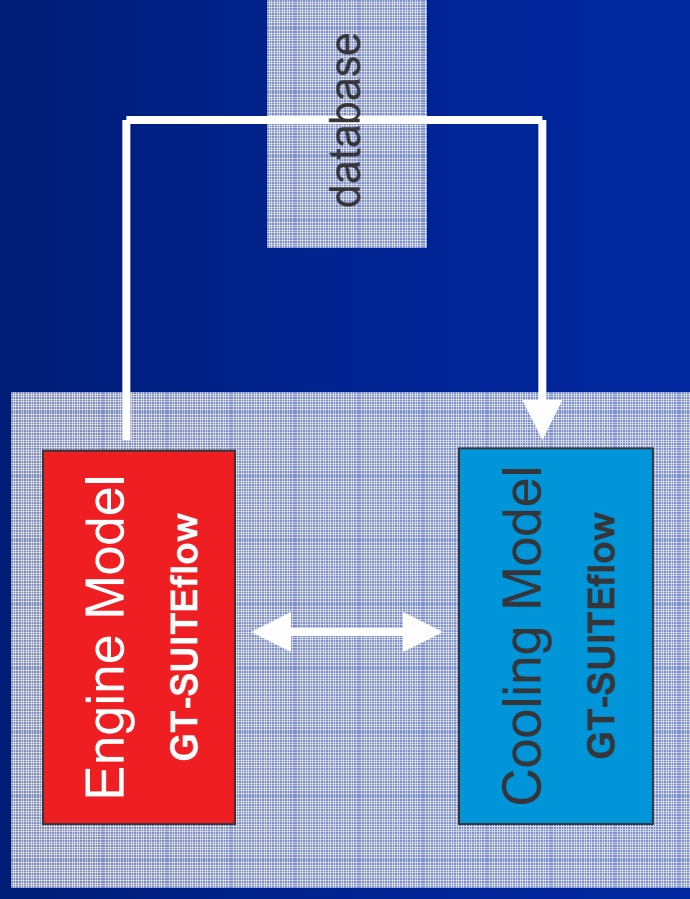 Engine Model
GT-SUITEflow
Cooling Model
GT-SUITEflow
database